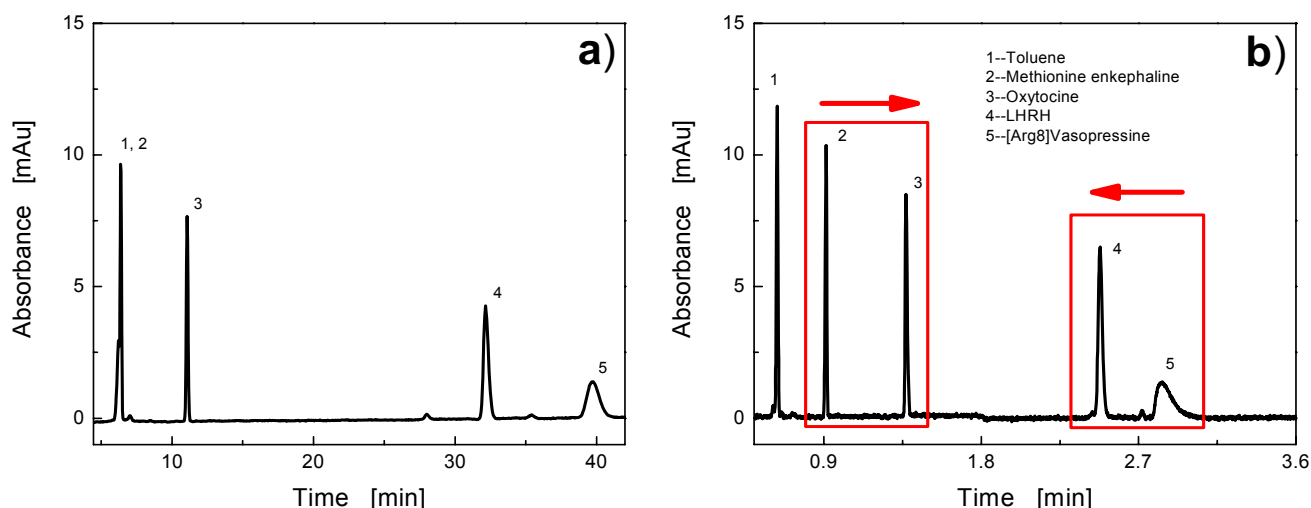 a)
15
10
5
0
Absorbance [mAu]
1, 2
3
4
5
10
20
30
40
Time [min]
b)
15
10
5
0
Absorbance [mAu]
1--Toluene
2--Methionine enkephaline
3--Oxytocine
4--LHRH
5--[Arg8]Vasopressine
1
2
3
4
5
0.9
1.8
2.7
3.6
Time [min]